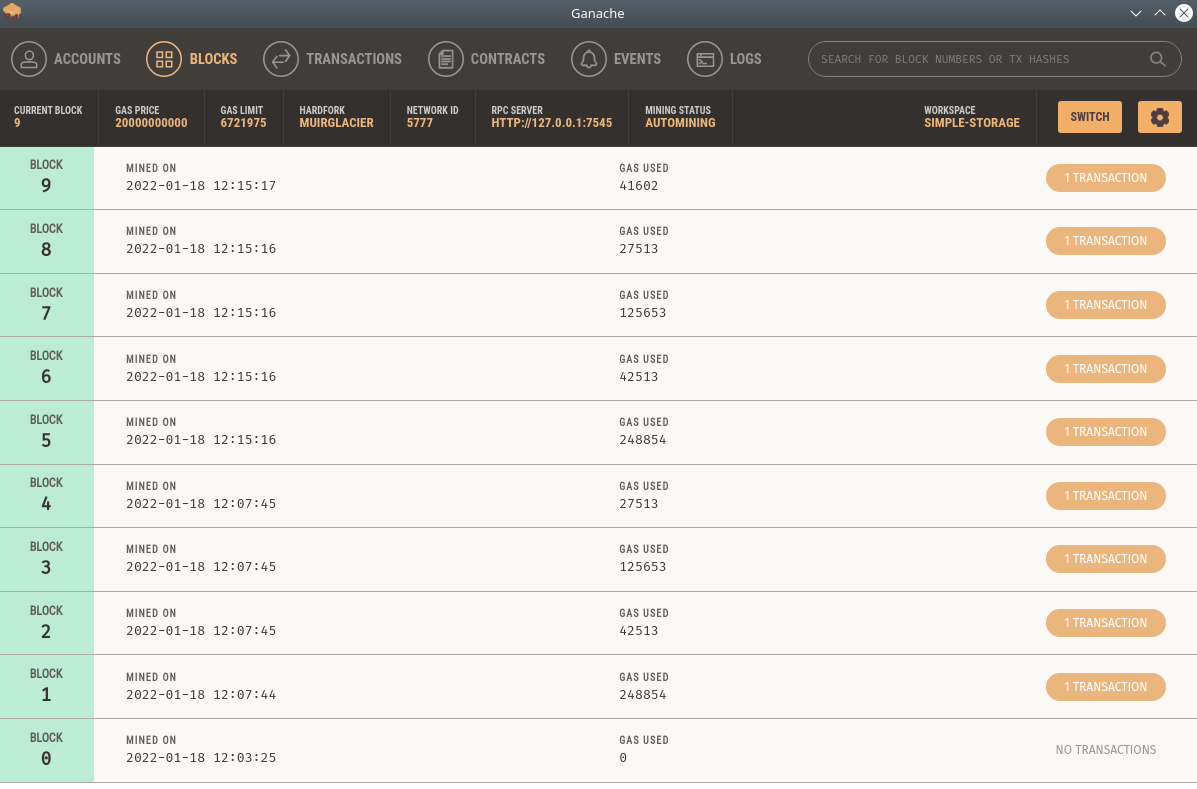 Ganache
ACCOUNTS BLOCKS TRANSACTIONS CONTRACTS EVENTS LOGS SEARCH FOR BLOCK NUMBERS OR TX HASHES
CURRENT BLOCK GAS PRICE GAS LIMIT HARDFORK NETWORK ID RPC SERVER MINING STATUS WORKSPACE
9 20000000000 6721975 MUIRGLACIER 5777 HTTP://127.0.0.1:7545 AUTOMINING SIMPLE-STORAGE SWITCH
BLOCK MINED ON GAS USED
9 2022-01-18 12:15:17 41602 1 TRANSACTION
BLOCK MINED ON GAS USED
8 2022-01-18 12:15:16 27513 1 TRANSACTION
BLOCK MINED ON GAS USED
7 2022-01-18 12:15:16 125653 1 TRANSACTION
BLOCK MINED ON GAS USED
6 2022-01-18 12:15:16 42513 1 TRANSACTION
BLOCK MINED ON GAS USED
5 2022-01-18 12:15:16 248854 1 TRANSACTION
BLOCK MINED ON GAS USED
4 2022-01-18 12:07:45 27513 1 TRANSACTION
BLOCK MINED ON GAS USED
3 2022-01-18 12:07:45 125653 1 TRANSACTION
BLOCK MINED ON GAS USED
2 2022-01-18 12:07:45 42513 1 TRANSACTION
BLOCK MINED ON GAS USED
1 2022-01-18 12:07:44 248854 1 TRANSACTION
BLOCK MINED ON GAS USED
0 2022-01-18 12:03:25 0 NO TRANSACTIONS